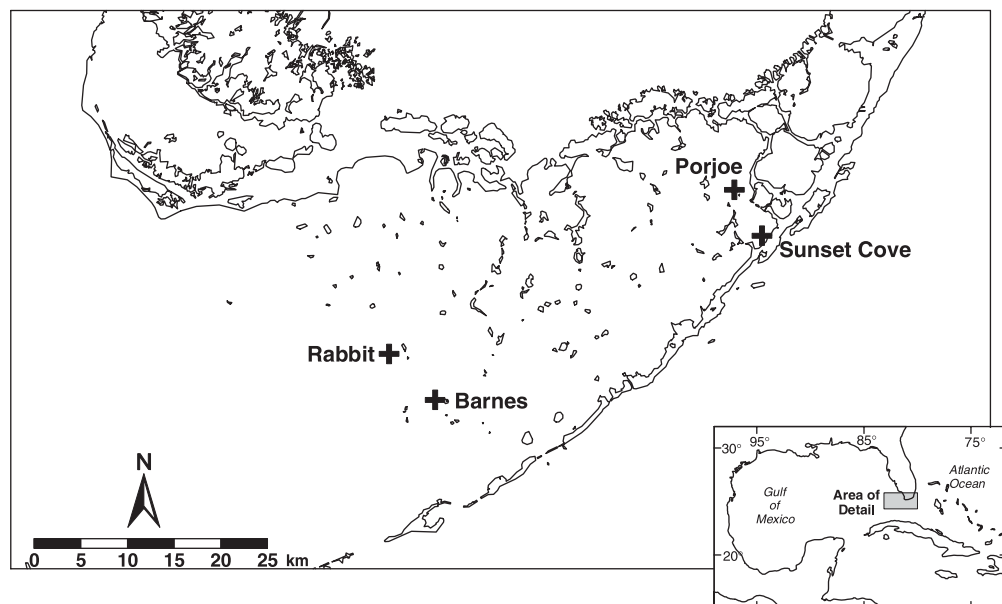 Porjoe
Sunset Cove
Rabbit
Barnes
N
0 5 10 15 20 25 km
95° 85° 75°
30°
20°
Gulf
of
Mexico
Area of
Detail
Atlantic
Ocean